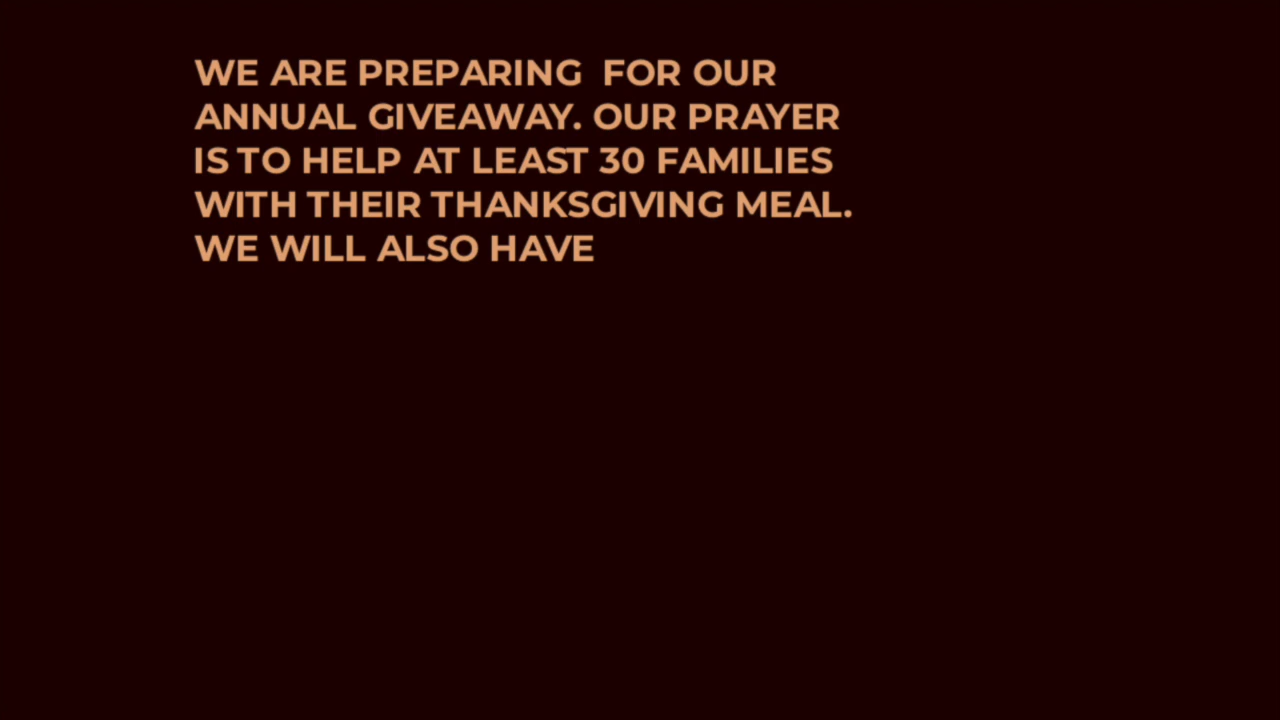 WE ARE PREPARING  FOR OUR
ANNUAL GIVEAWAY. OUR PRAYER
IS TO HELP AT LEAST 30 FAMILIES
WITH THEIR THANKSGIVING MEAL.
WE WILL ALSO HAVE